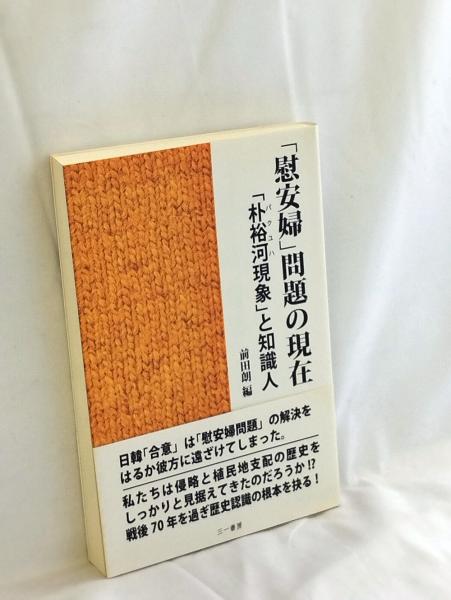 「慰安婦」問題の現在
「朴裕河現象」と知識人
パクユハ
前田朗 編
日韓「合意」は「慰安婦問題」の解決を
はるか彼方に遠ざけてしまった。
私たちは侵略と植民地支配の歴史を
しっかりと見据えてきたのだろうか!?
戦後70年を過ぎ歴史認識の根本を抉る!
三一書房